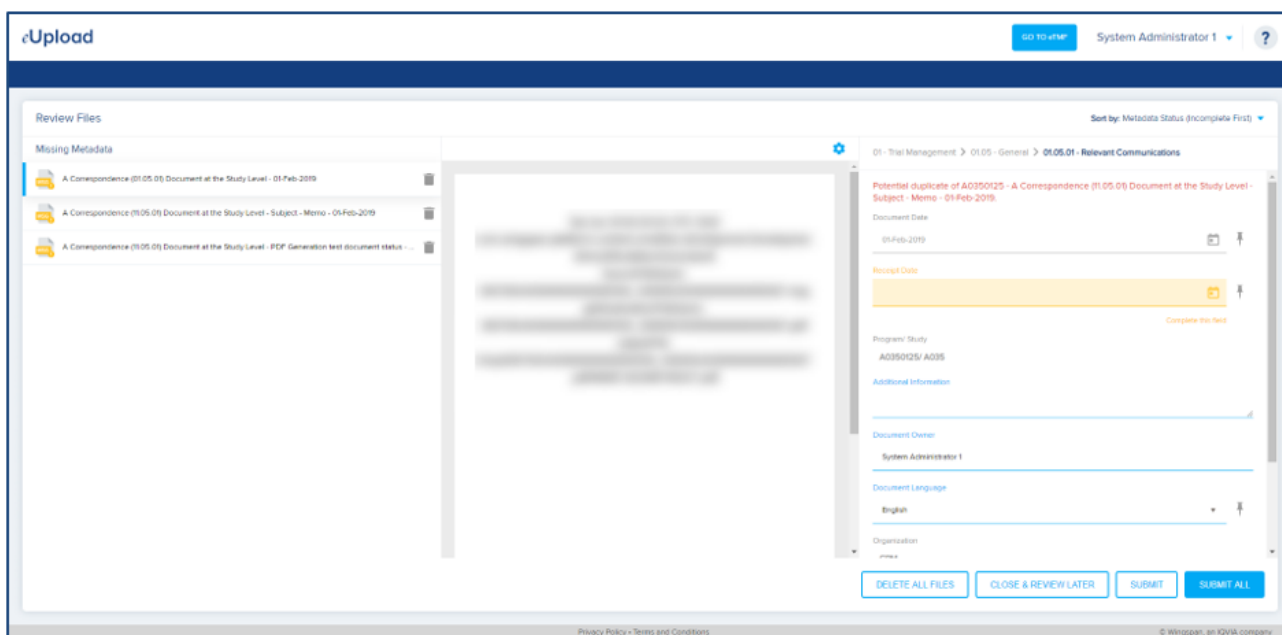 eUpload
GO TO eTMF
System Administrator 1
?
Review Files
Sort by: Metadata Status (Incomplete First)
Missing Metadata
A Correspondence (01.05.01) Document at the Study Level - 01-Feb-2019
A Correspondence (11.05.01) Document at the Study Level - Subject - Memo - 01-Feb-2019
A Correspondence (11.05.01) Document at the Study Level - PDF Generation test document status - ...
01 - Trial Management > 01.05 - General > 01.05.01 - Relevant Communications
Potential duplicate of A0350125 - A Correspondence (11.05.01) Document at the Study Level -
Subject - Memo - 01-Feb-2019.
Document Date
01-Feb-2019
Receipt Date
Complete this field
Program/ Study
A0350125/ A035
Additional Information
Document Owner
System Administrator 1
Document Language
English
Organization
DELETE ALL FILES
CLOSE & REVIEW LATER
SUBMIT
SUBMIT ALL
Privacy Policy • Terms and Conditions
© Wingspan, an IQVIA company